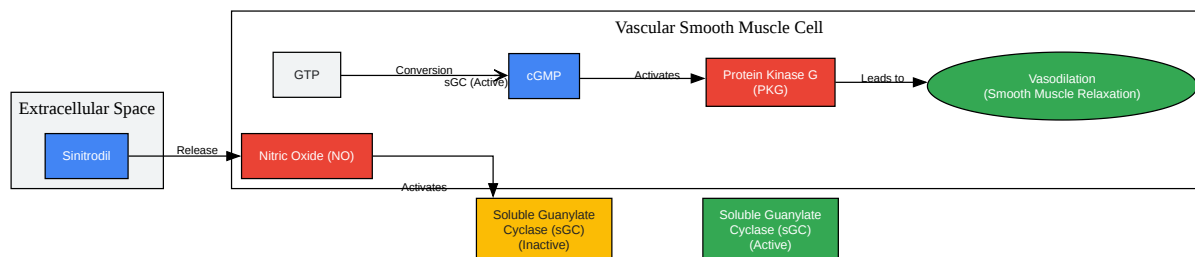 Vascular Smooth Muscle Cell
GTP
Conversion
sGC (Active)
cGMP
Activates
Protein Kinase G
(PKG)
Leads to
Vasodilation
(Smooth Muscle Relaxation)
Extracellular Space
Sinitrodil
Release
Nitric Oxide (NO)
Activates
Soluble Guanylate
Cyclase (sGC)
(Inactive)
Soluble Guanylate
Cyclase (sGC)
(Active)